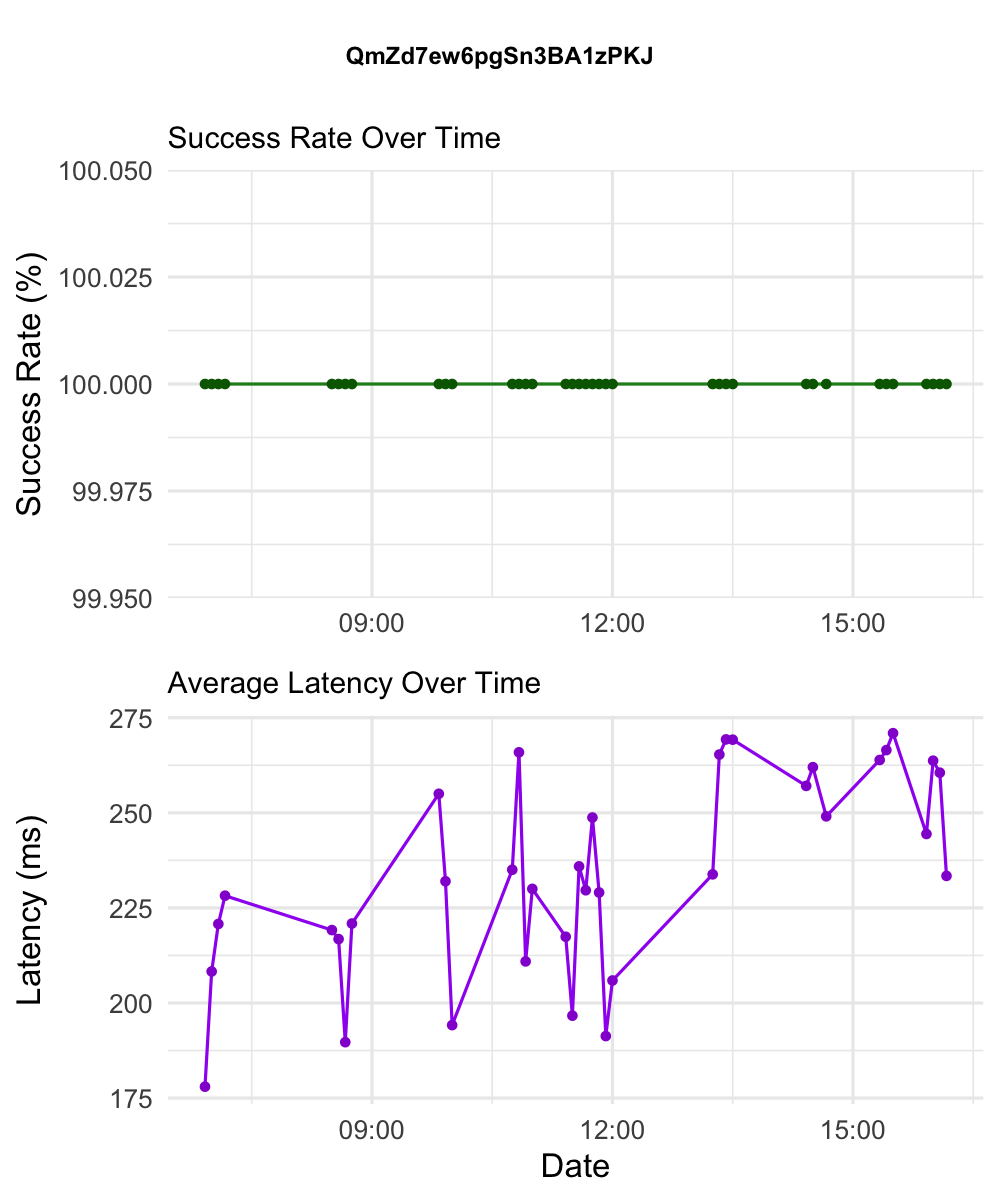 QmZd7ew6pgSn3BA1zPKJ
Success Rate Over Time
100.050
100.025
100.000
99.975
99.950
Success Rate (%)
09:00 12:00 15:00
Average Latency Over Time
275
250
225
200
175
Latency (ms)
09:00 12:00 15:00
Date